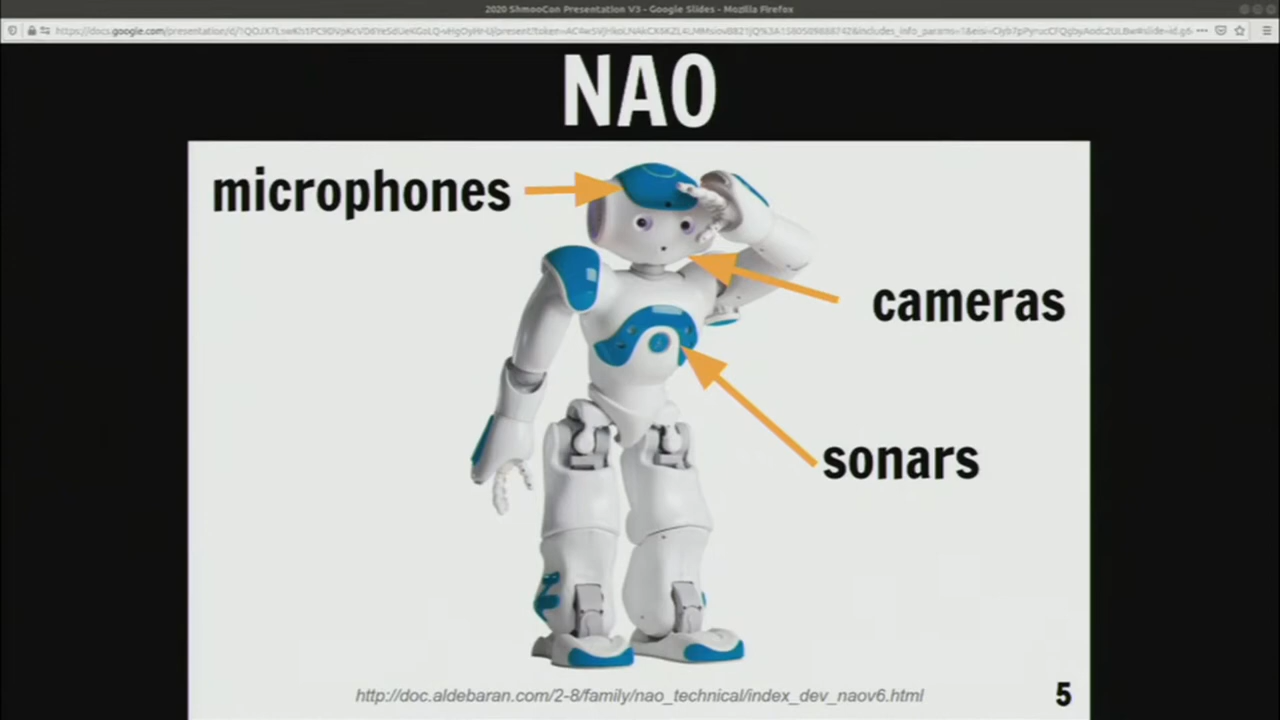 2020 ShmooCon Presentation V3 - Google Slides - Mozilla Firefox
NAO
microphones
cameras
sonars
http://doc.aldebaran.com/2-8/family/nao_technical/index_dev_naov6.html
5